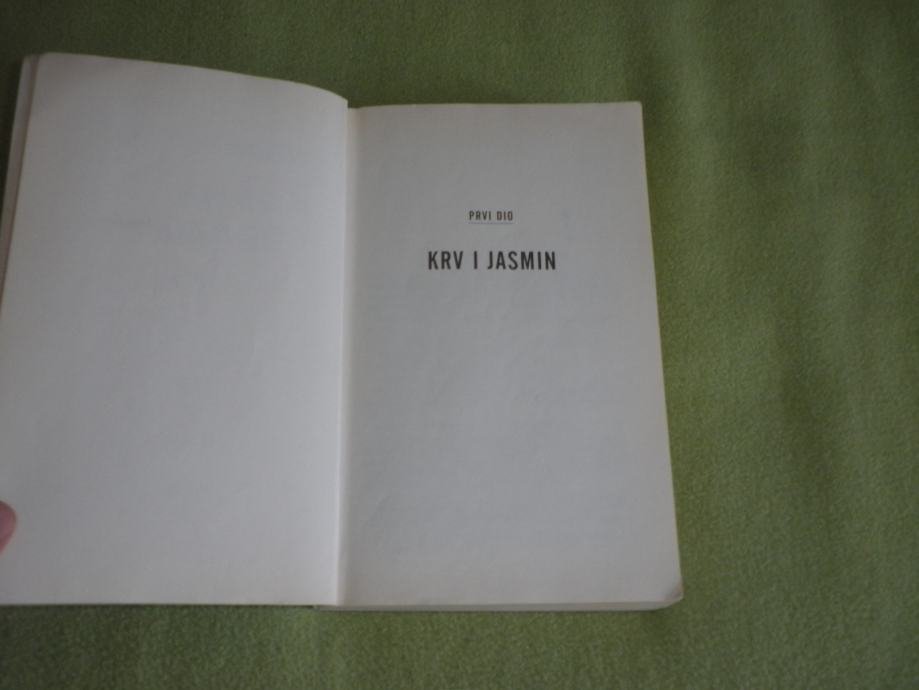 PRVI DIO
KRV I JASMIN